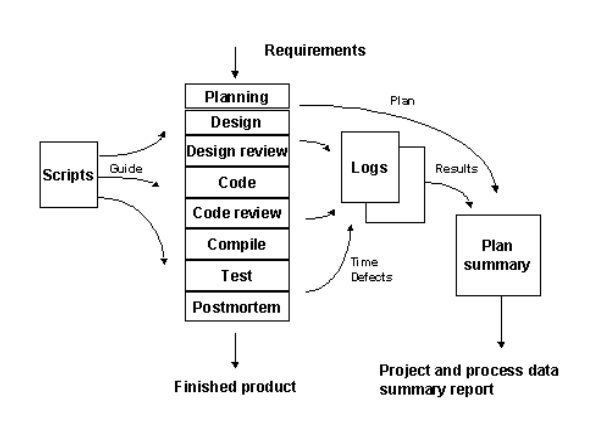 Requirements
Planning
Plan
Design
Design review
Scripts
Guide
Logs
Results
Code
Code review
Compile
Plan
summary
Time
Defects
Test
Postmortem
Project and process data
summary report
Finished product